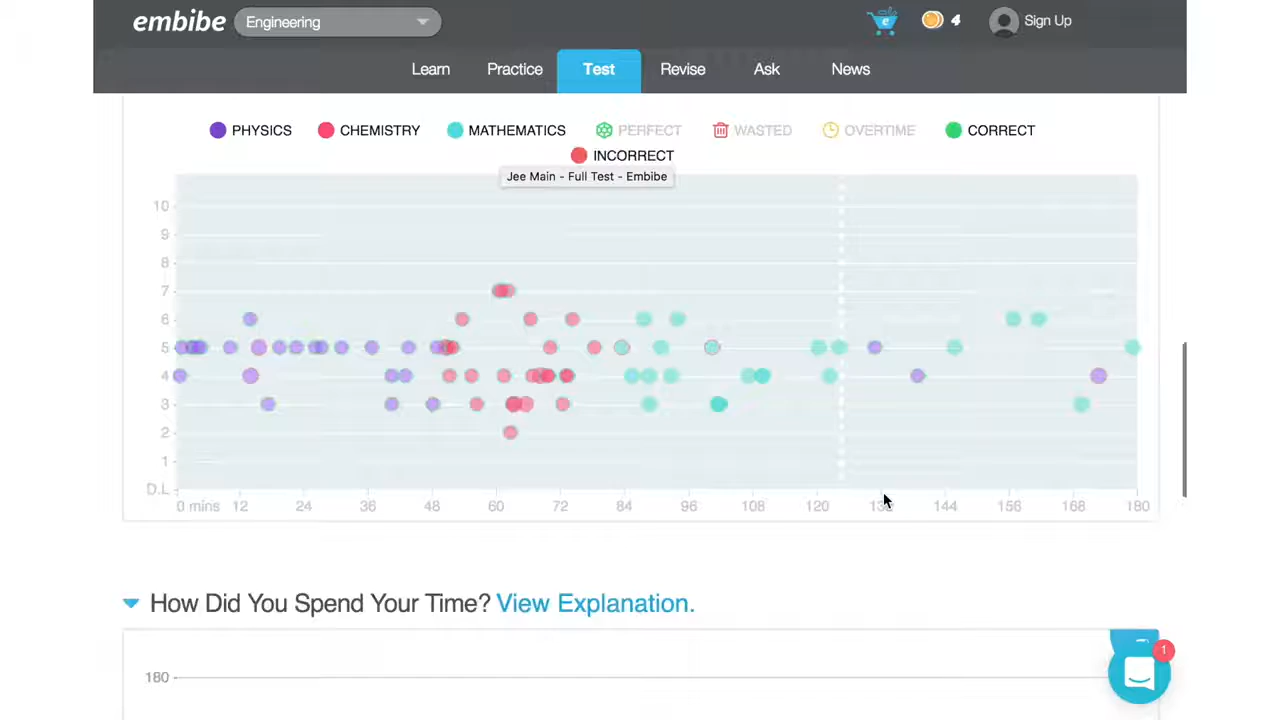 embibe Engineering 4 Sign Up
Learn Practice Test Revise Ask News
PHYSICS CHEMISTRY MATHEMATICS PERFECT WASTED OVERTIME CORRECT
INCORRECT
Jee Main - Full Test - Embibe
10
9
8
7
6
5
4
3
2
1
D.L
0 mins 12 24 36 48 60 72 84 96 108 120 144 156 168 180
How Did You Spend Your Time? View Explanation.
1
180